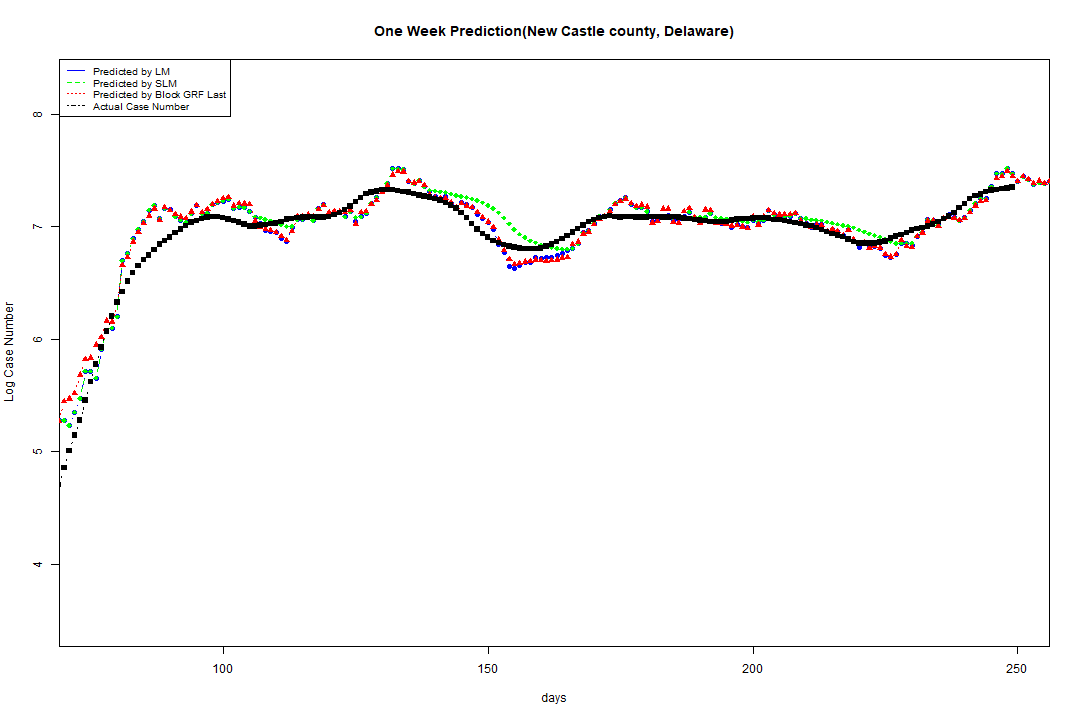 One Week Prediction(New Castle county, Delaware)
Predicted by LM
Predicted by SLM
Predicted by Block GRF Last
Actual Case Number
8
7
6
5
4
Log Case Number
100
150
200
250
days